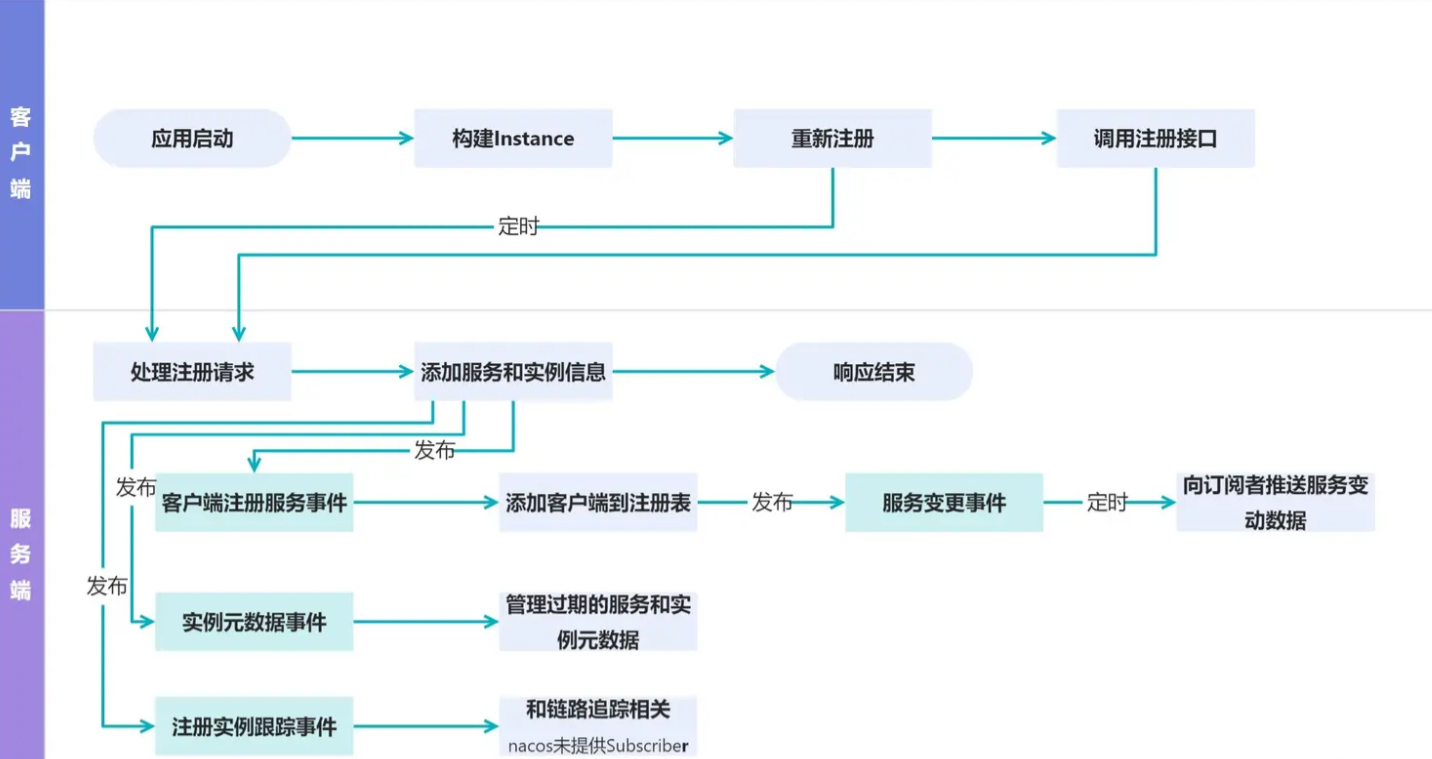 客户端
应用启动
构建Instance
重新注册
调用注册接口
定时
服务端
处理注册请求
添加服务和实例信息
响应结束
发布
发布
客户端注册服务事件
添加客户端到注册表
发布
服务变更事件
定时
向订阅者推送服务变
动数据
发布
实例元数据事件
管理过期的服务和实
例元数据
注册实例跟踪事件
和链路追踪相关
nacos未提供Subscriber